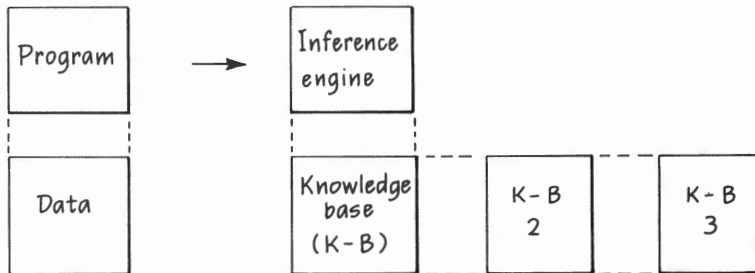 Program
Inference
engine
Data
Knowledge
base
(K-B)
K-B
2
K-B
3